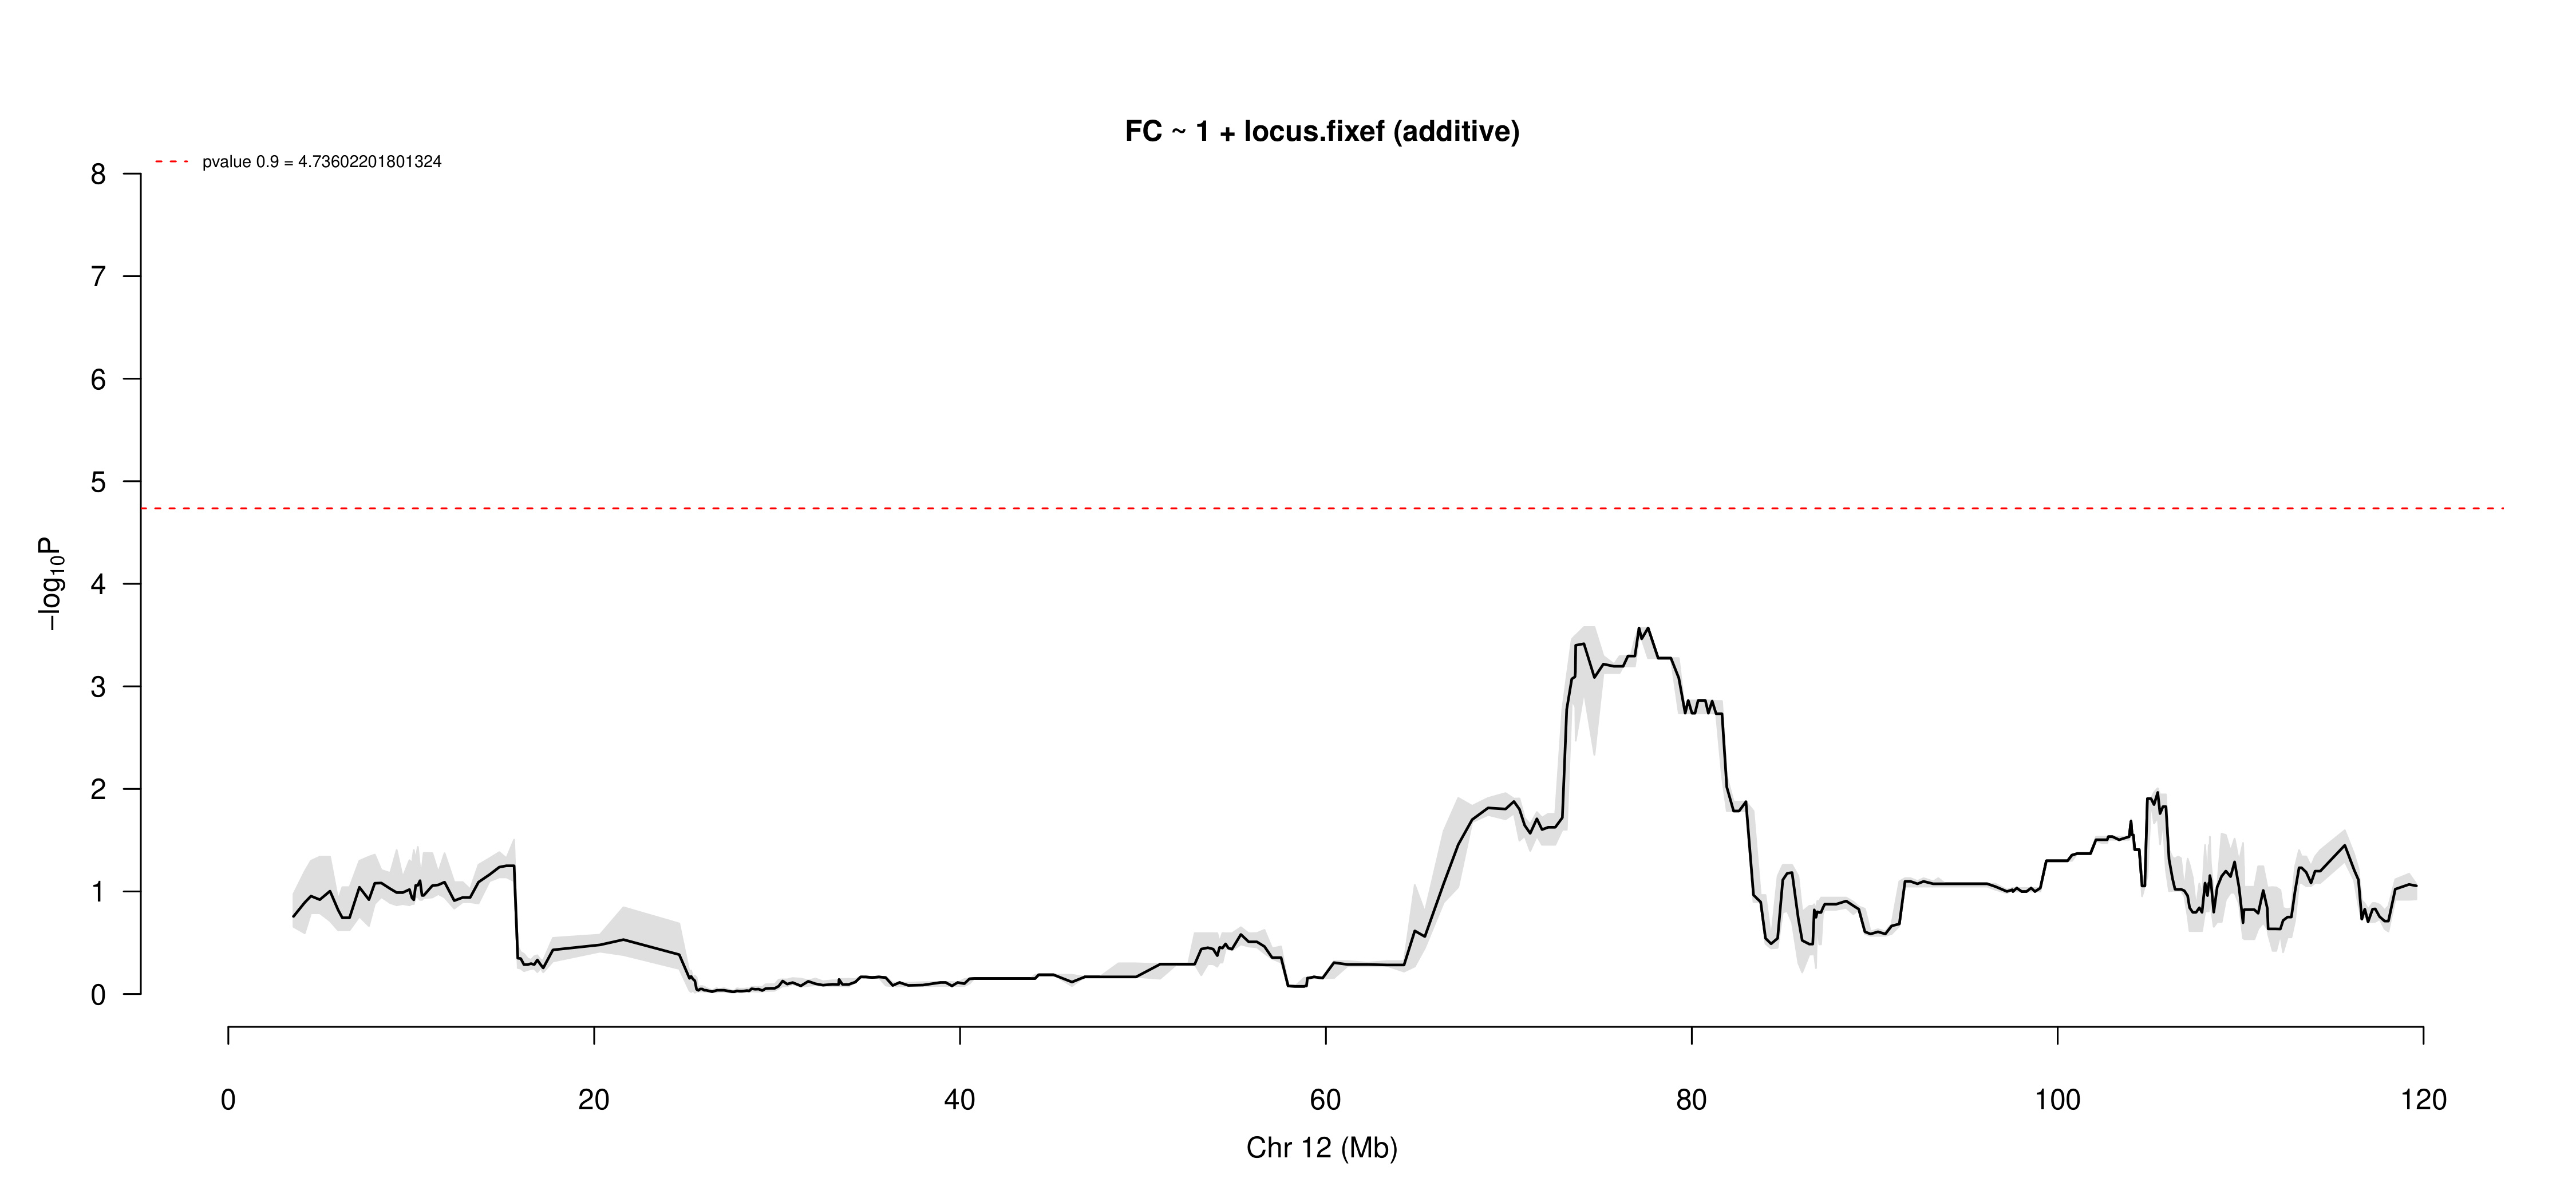 FC ~ 1 + locus.fixef (additive)
pvalue 0.9 = 4.73602201801324
8
7
6
5
4
3
2
1
0
−log10P
0 20 40 60 80 100 120
Chr 12 (Mb)